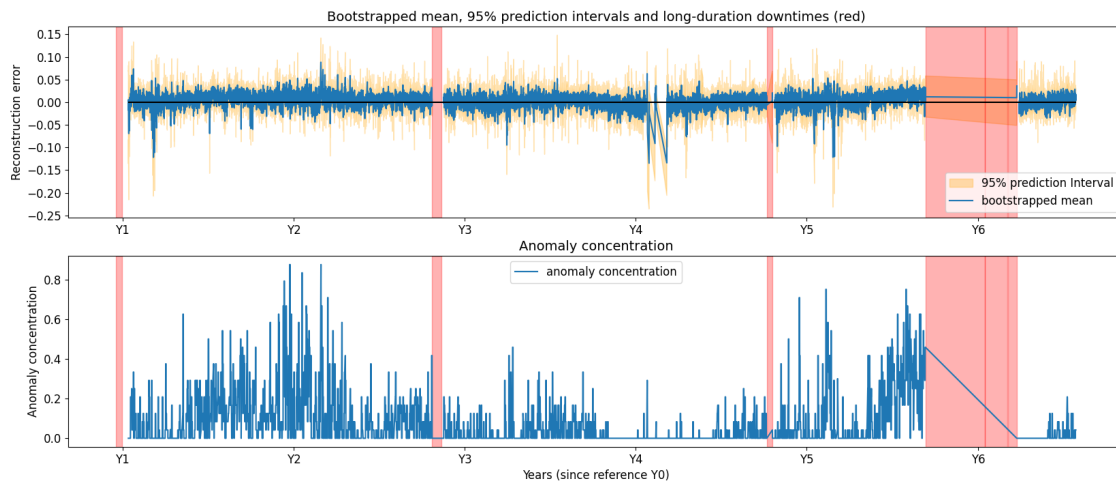 Bootstrapped mean, 95% prediction intervals and long-duration downtimes (red)
Reconstruction error
0.15
0.10
0.05
0.00
−0.05
−0.10
−0.15
−0.20
−0.25
95% prediction Interval
bootstrapped mean
Y1 Y2 Y3 Y4 Y5 Y6
Anomaly concentration
Anomaly concentration
0.8
0.6
0.4
0.2
0.0
anomaly concentration
Y1 Y2 Y3 Y4 Y5 Y6
Years (since reference Y0)